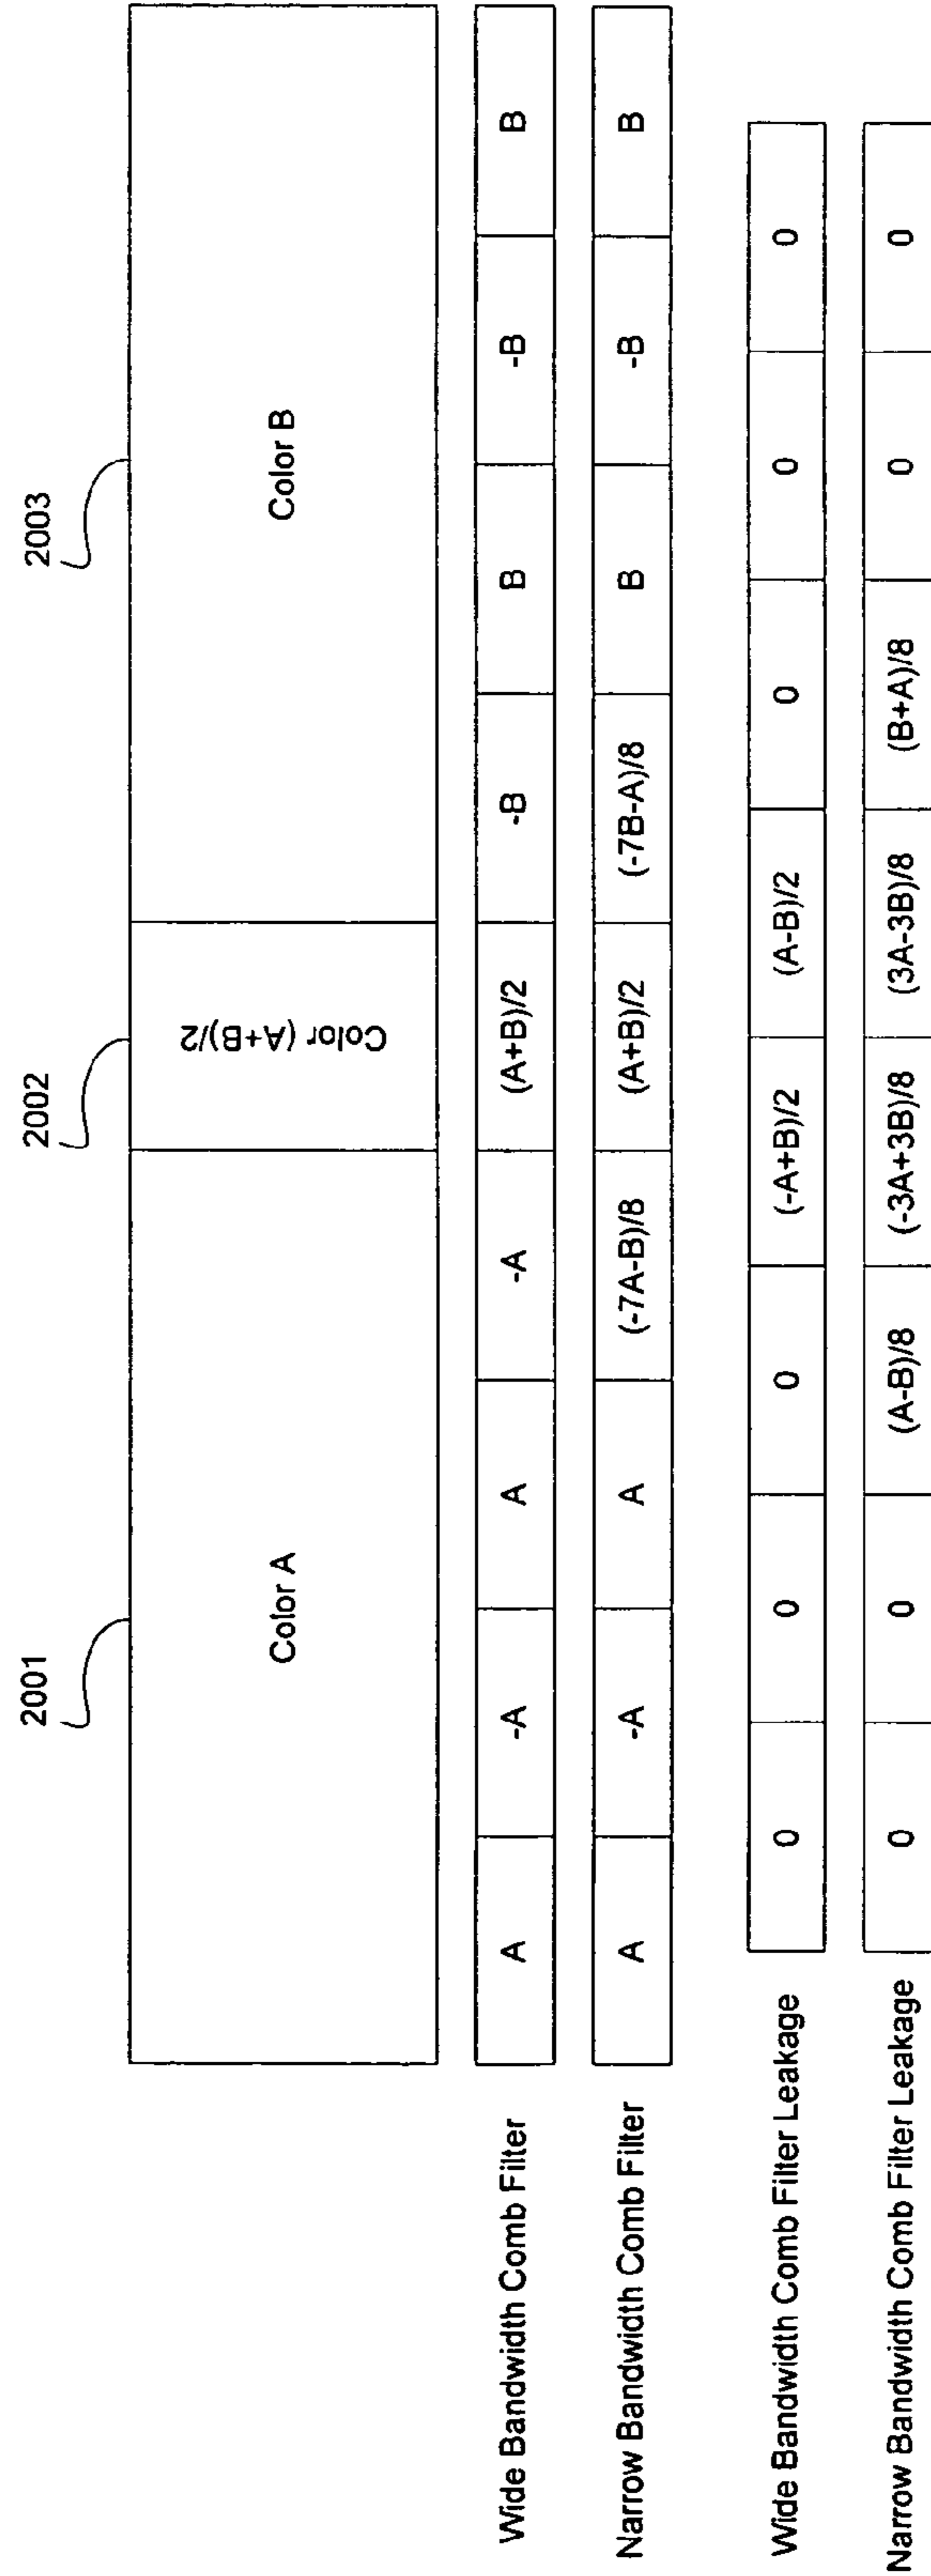 2001
2002
2003
Color A
Color (A+B)/2
Color B
Wide Bandwidth Comb Filter
A
-A
A
-A
(A+B)/2
-B
B
-B
B
Narrow Bandwidth Comb Filter
A
-A
A
(-7A-B)/8
(A+B)/2
(-7B-A)/8
B
-B
B
Wide Bandwidth Comb Filter Leakage
0
0
0
(-A+B)/2
(A-B)/2
0
0
0
Narrow Bandwidth Comb Filter Leakage
0
0
(A-B)/8
(-3A+3B)/8
(3A-3B)/8
(B+A)/8
0
0